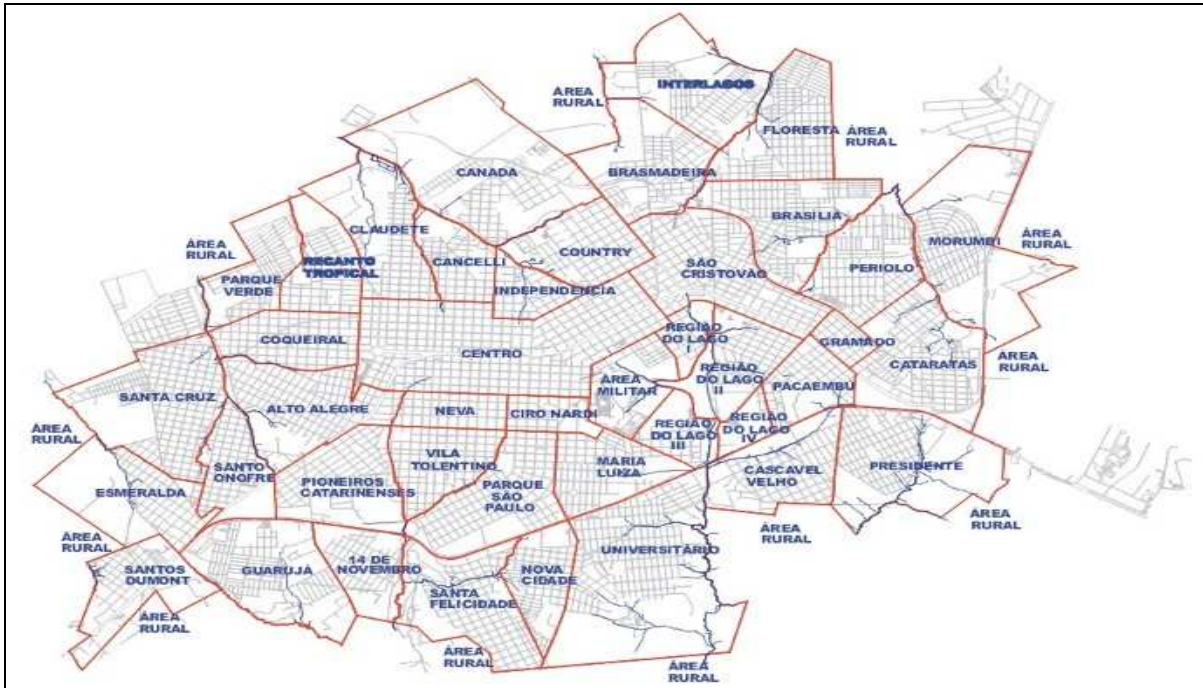 INTERLAGOS
ÁREA
RURAL
FLORESTA
ÁREA
RURAL
CANADA
BRASMADEIRA
BRASÍLIA
CLAUDETE
MORUMBI
ÁREA
RURAL
ÁREA
RURAL
COUNTRY
CANCELLI
RECANTO
TROPICAL
SÃO
CRISTOVÃO
PERIOLO
PARQUE
VERDE
INDEPENDÊNCIA
REGIÃO
DO LAGO
I
COQUEIRAL
CENTRO
GRAMADO
CATARATAS
ÁREA
RURAL
ÁREA
MILITAR
REGIÃO
DO LAGO
II
PACAEMBU
SANTA CRUZ
ALTO ALEGRE
NEVA
CIRO NARDI
REGIÃO
DO LAGO
III
REGIÃO
DO LAGO
IV
ÁREA
RURAL
VILA
TOLENTINO
MARIA
LUIZA
CASCAVEL
VELHO
PRESIDENTE
SANTO
ONOFRE
PIONEIROS
CATARINENSES
PARQUE
SÃO
PAULO
ESMERALDA
ÁREA
RURAL
ÁREA
RURAL
ÁREA
RURAL
UNIVERSITÁRIO
SANTOS
DUMONT
GUARUJÁ
14 DE
NOVEMBRO
NOVA
CIDADE
SANTA
FELICIDADE
ÁREA
RURAL
ÁREA
RURAL
ÁREA
RURAL